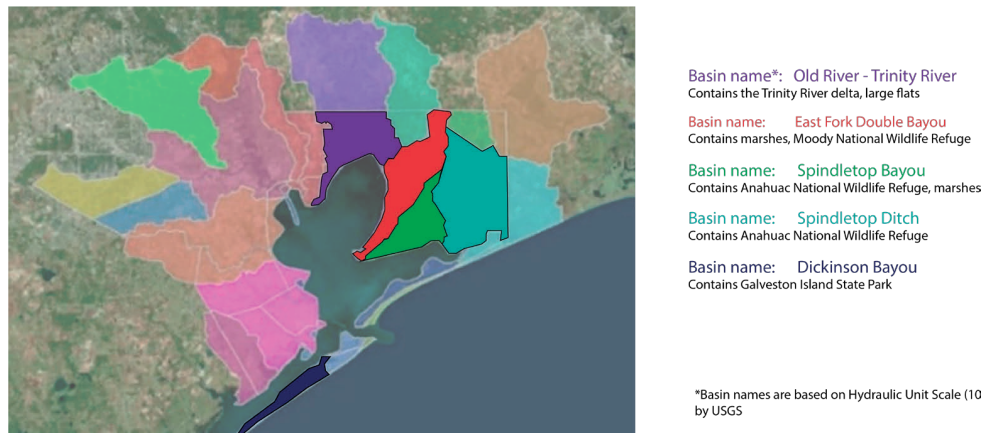 Basin name*: Old River - Trinity River
Contains the Trinity River delta, large flats
Basin name: East Fork Double Bayou
Contains marshes, Moody National Wildlife Refuge
Basin name: Spindletop Bayou
Contains Anahuac National Wildlife Refuge, marshes
Basin name: Spindletop Ditch
Contains Anahuac National Wildlife Refuge
Basin name: Dickinson Bayou
Contains Galveston Island State Park
*Basin names are based on Hydraulic Unit Scale (10
by USGS